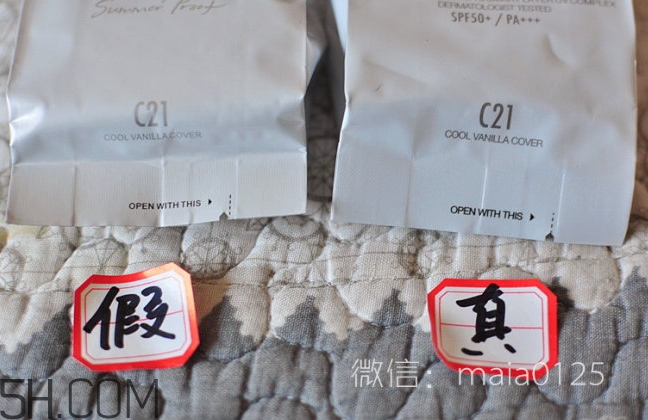 Summer Proof
C21
COOL VANILLA COVER
OPEN WITH THIS
DERMATOLOGIST TESTED
SPF50+ / PA+++
C21
COOL VANILLA COVER
OPEN WITH THIS
假
真
微信：maia0125
5H.COM